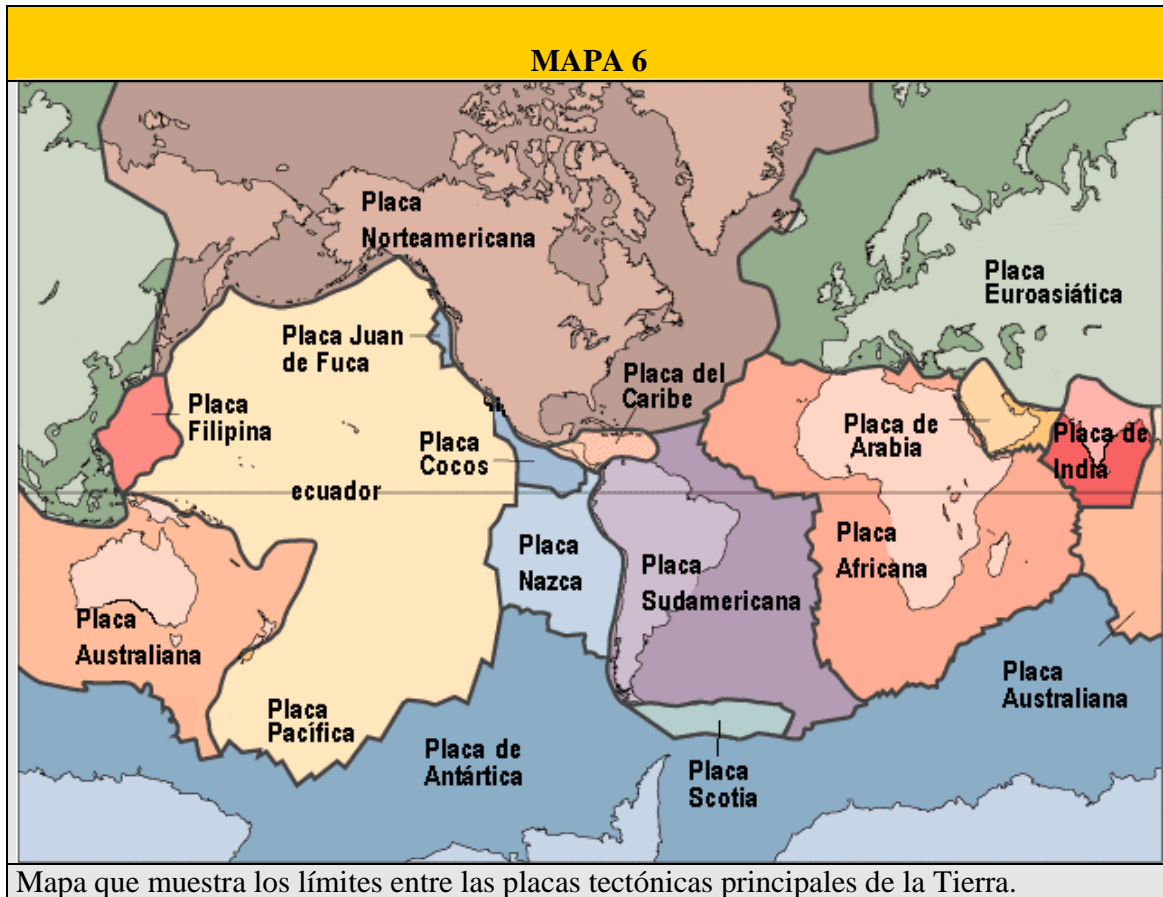 MAPA 6
Placa
Norteamericana
Placa
Euroasiática
Placa Juan
de Fuca
Placa del
Caribe
Placa
Filipina
Placa
Cocos
Placa de
Arabia
Placa de
India
ecuador
Placa
Nazca
Placa
Sudamericana
Placa
Africana
Placa
Australiana
Placa
Australiana
Placa
Pacífica
Placa de
Antártica
Placa
Scotia
Mapa que muestra los límites entre las placas tectónicas principales de la Tierra.